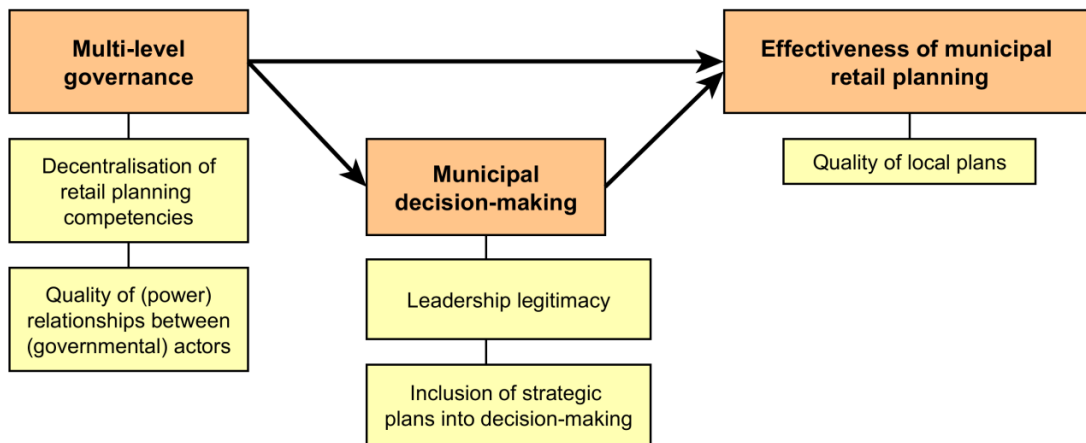 Multi-level
governance
Effectiveness of municipal
retail planning
Decentralisation of
retail planning
competencies
Municipal
decision-making
Quality of local plans
Quality of (power)
relationships between
(governmental) actors
Leadership legitimacy
Inclusion of strategic
plans into decision-making